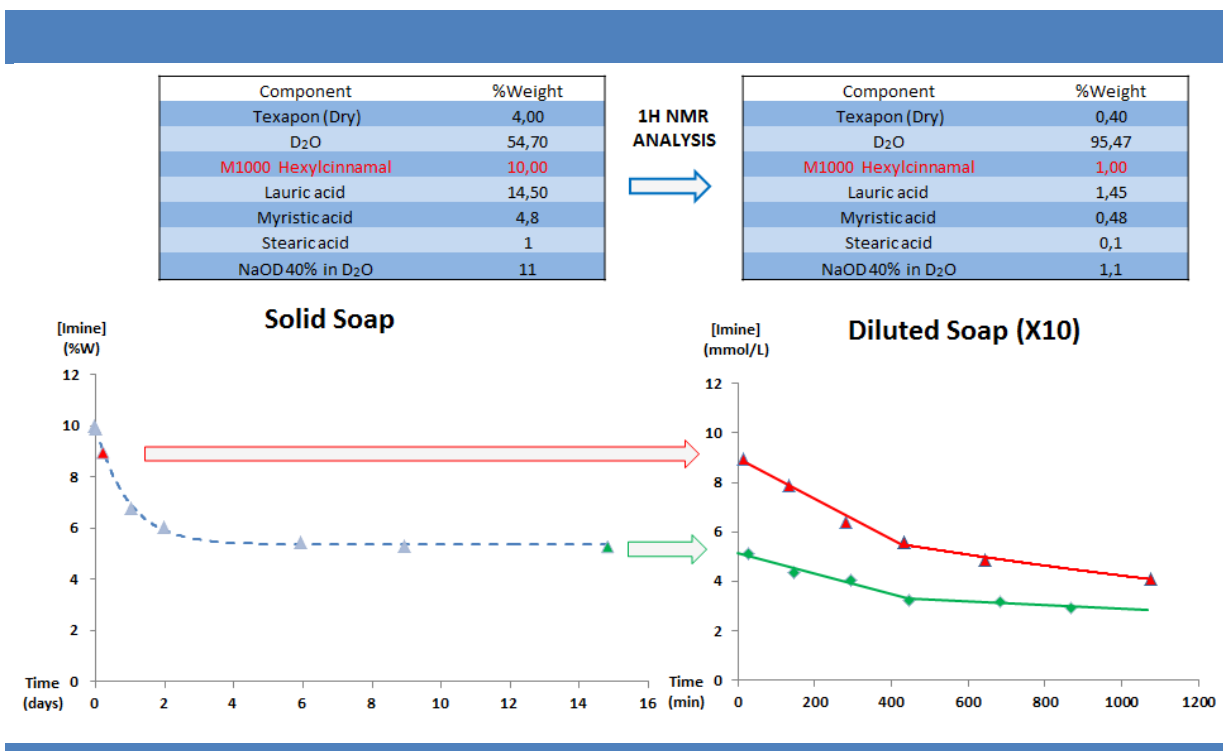 Component %Weight
Texapon (Dry) 4,00
D₂O 54,70
M1000 Hexylcinnamal 10,00
Lauric acid 14,50
Myristic acid 4,8
Stearic acid 1
NaOD 40% in D₂O 11
1H NMR
ANALYSIS
Component %Weight
Texapon (Dry) 0,40
D₂O 95,47
M1000 Hexylcinnamal 1,00
Lauric acid 1,45
Myristic acid 0,48
Stearic acid 0,1
NaOD 40% in D₂O 1,1
Solid Soap
[Imine]
(%W)
12
10
8
6
4
2
0
Time
(days)
0 2 4 6 8 10 12 14 16
Diluted Soap (X10)
[Imine]
(mmol/L)
12
10
8
6
4
2
0
Time
(min)
0 200 400 600 800 1000 1200